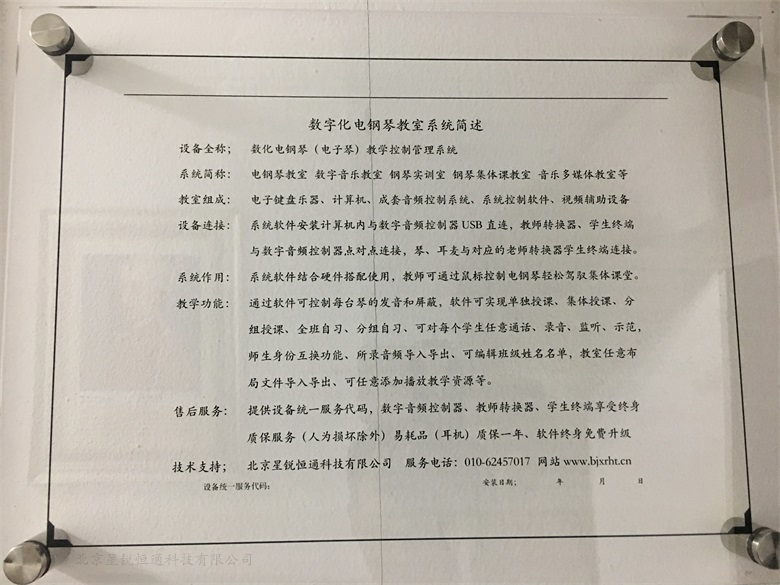 数字化电钢琴教室系统简述
设备全称； 数化电钢琴（电子琴）教学控制管理系统
系统简称： 电钢琴教室 数字音乐教室 钢琴实训室 钢琴集体课教室 音乐多媒体教室等
教室组成： 电子键盘乐器、计算机、成套音频控制系统、系统控制软件、视频辅助设备
设备连接： 系统软件安装计算机内与数字音频控制器 USB 直连，教师转换器、学生终端
与数字音频控制器点对点连接，琴、耳麦与对应的老师转换器学生终端连接。
系统作用： 系统软件结合硬件搭配使用，教师可通过鼠标控制电钢琴轻松驾驭集体课堂。
教学功能： 通过软件可控制每台琴的发音和屏蔽，软件可实现单独授课、集体授课、分
组授课、全班自习、分组自习、可对每个学生任意通话、录音、监听、示范，
师生身份互换功能、所录音频导入导出、可编辑班级姓名名单，教室任意布
局文件导入导出、可任意添加播放教学资源等。
售后服务： 提供设备统一服务代码，数字音频控制器、教师转换器、学生终端享受终身
质保服务（人为损坏除外）易耗品（耳机）质保一年、软件终身免费升级
技术支持； 北京星锐恒通科技有限公司 服务电话：010-62457017 网站 www.bjxrht.cn
设备统一服务代码： 安装日期； 年 月 日
北京星锐恒通科技有限公司